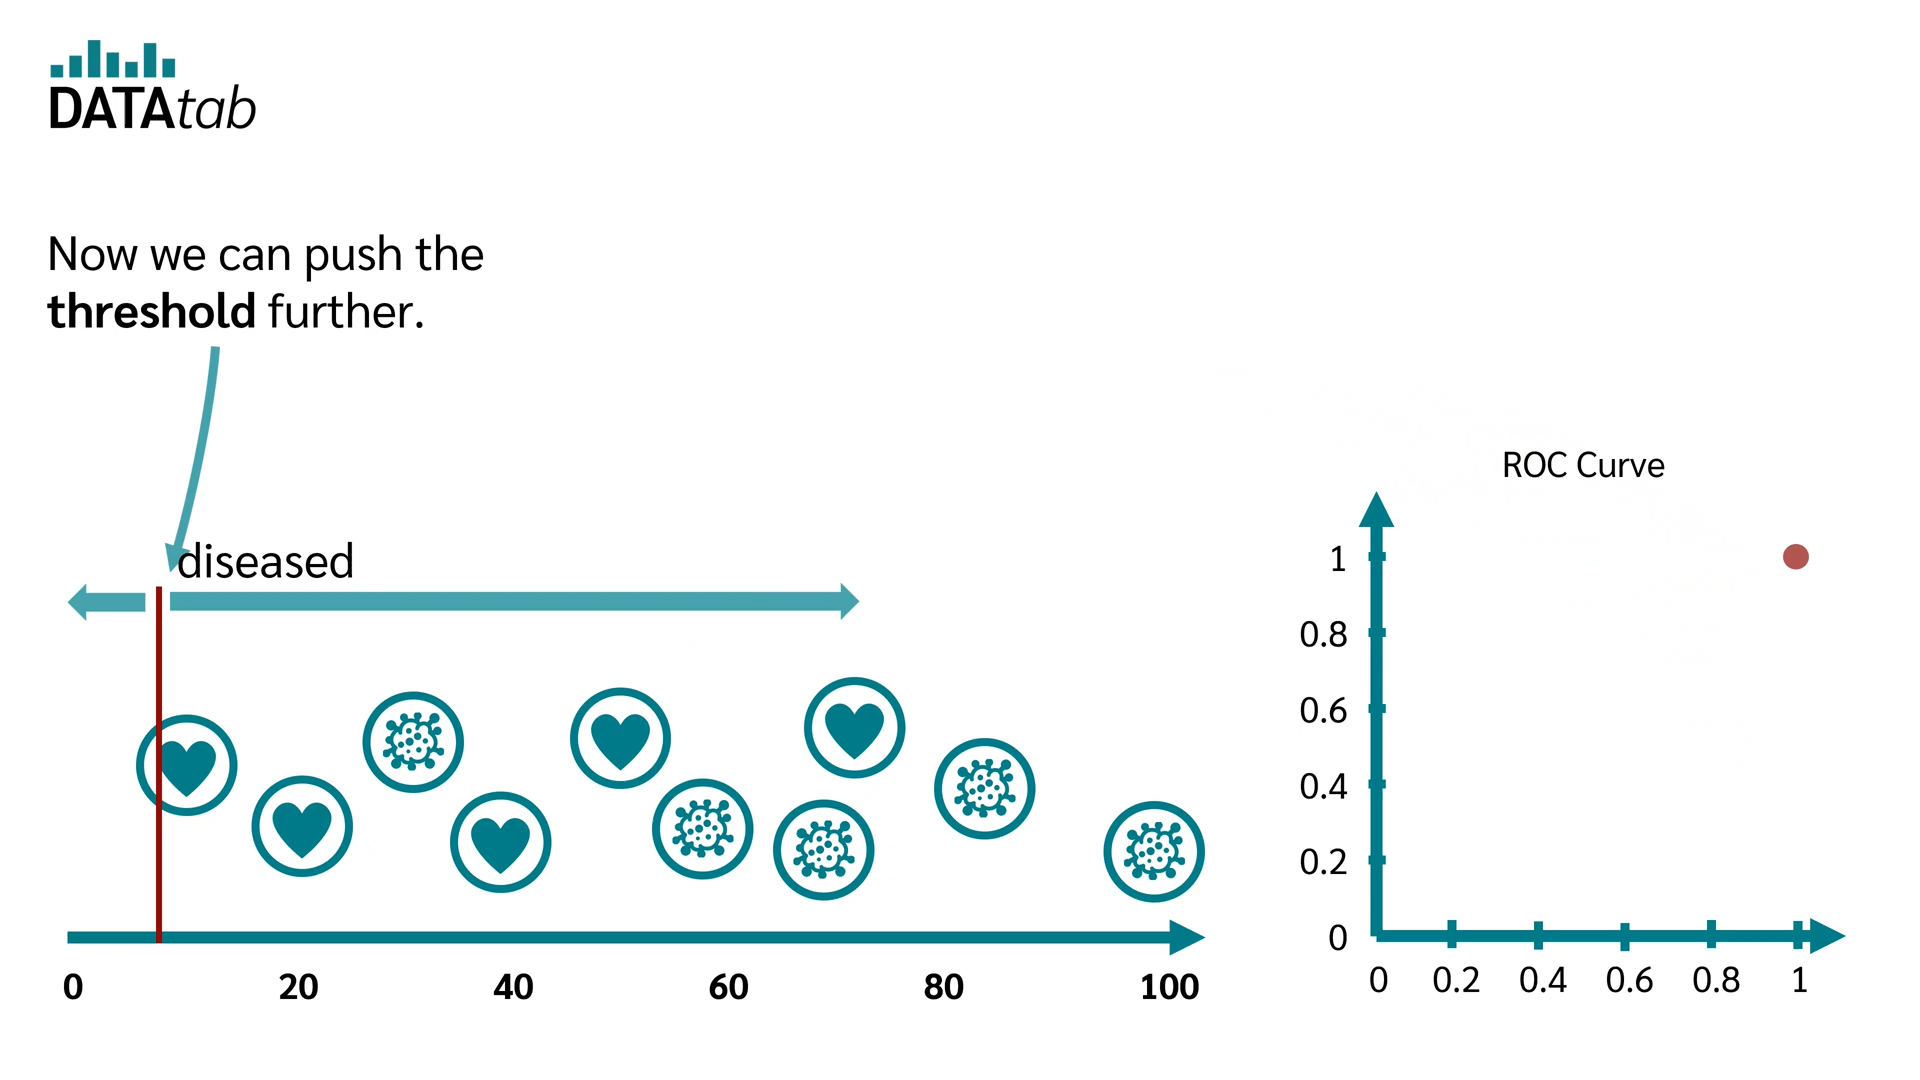 DATAtab
Now we can push the
threshold further.
diseased
0 20 40 60 80 100
ROC Curve
1
0.8
0.6
0.4
0.2
0
0 0.2 0.4 0.6 0.8 1